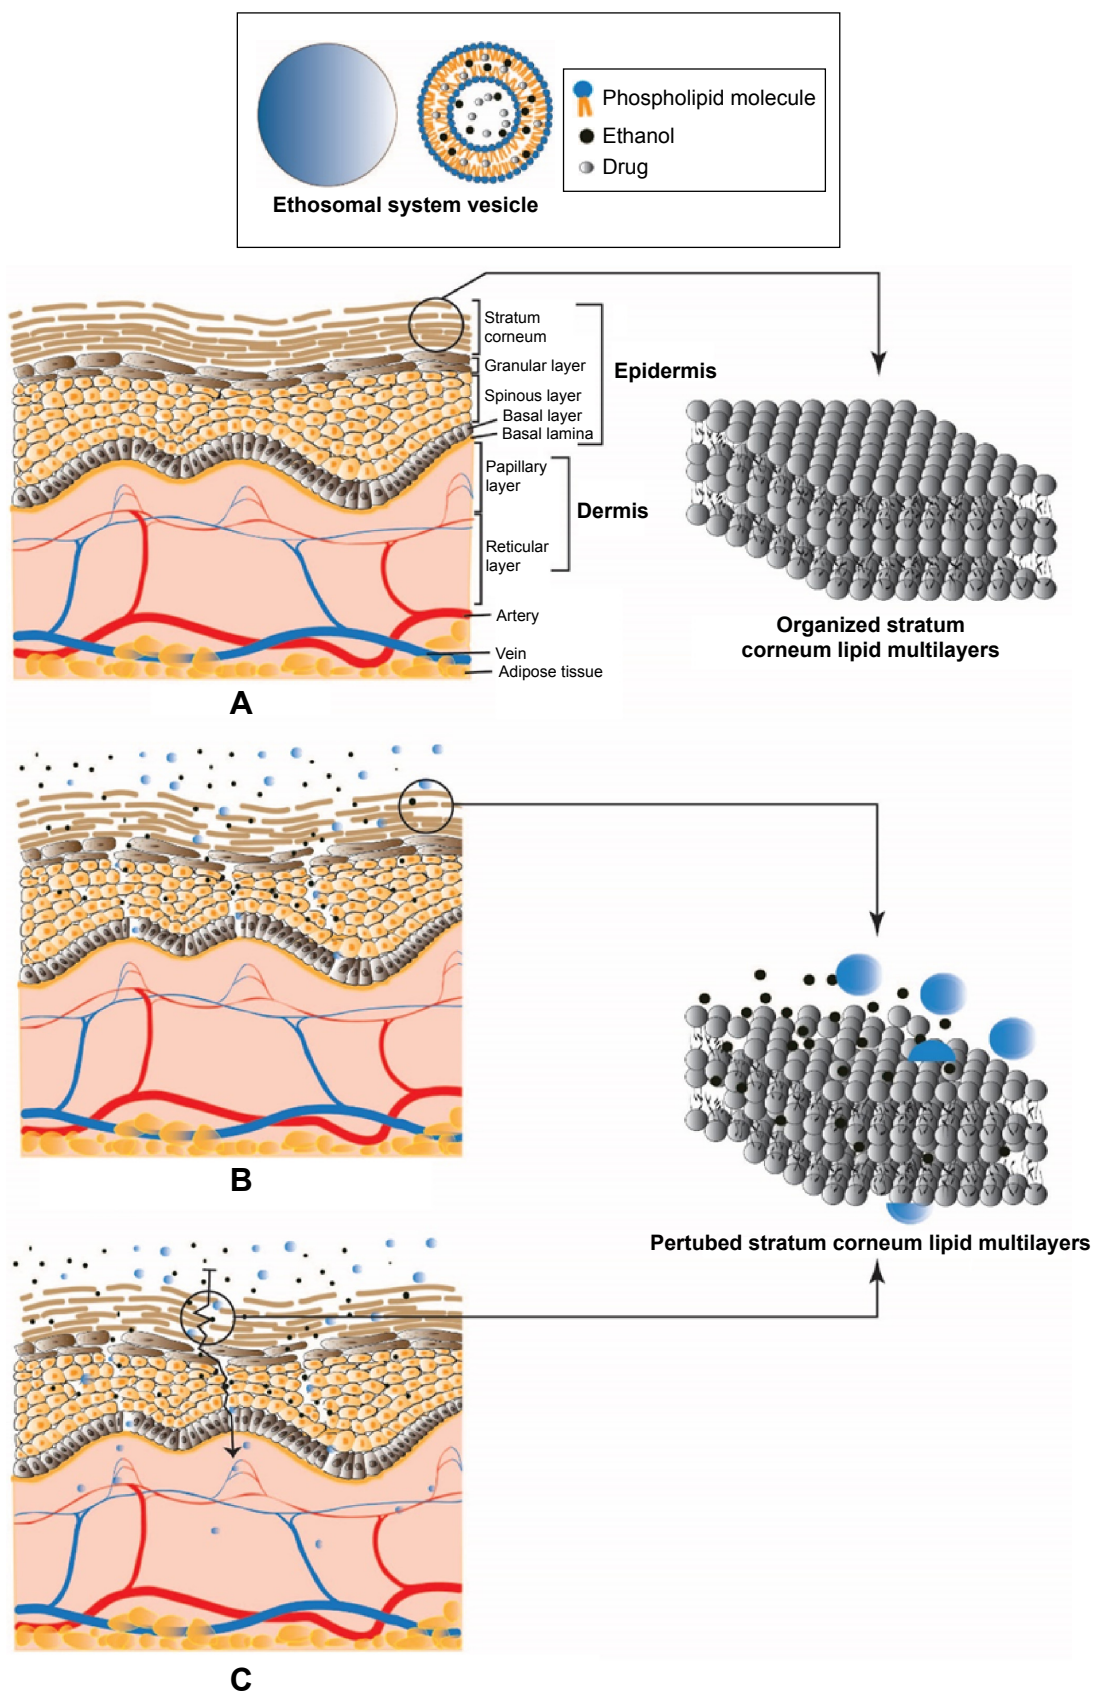 Phospholipid molecule
Ethanol
Drug
Ethosomal system vesicle
Stratum
corneum
Granular layer
Epidermis
Spinous layer
Basal layer
Basal lamina
Papillary
layer
Dermis
Reticular
layer
Artery
Vein
Adipose tissue
Organized stratum
corneum lipid multilayers
A
B
Pertubed stratum corneum lipid multilayers
C